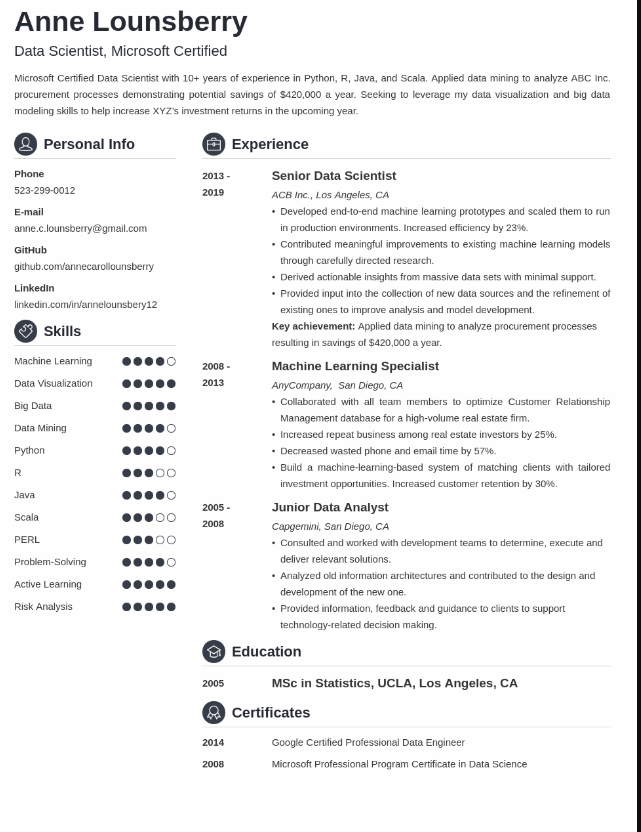 Anne Lounsberry
Data Scientist, Microsoft Certified
Microsoft Certified Data Scientist with 10+ years of experience in Python, R, Java, and Scala. Applied data mining to analyze ABC Inc.
procurement processes demonstrating potential savings of $420,000 a year. Seeking to leverage my data visualization and big data
modeling skills to help increase XYZ's investment returns in the upcoming year.
Personal Info
Phone
523-299-0012
E-mail
anne.c.lounsberry@gmail.com
GitHub
github.com/annecarollounsberry
LinkedIn
linkedin.com/in/annelounsbery12
Skills
Machine Learning
Data Visualization
Big Data
Data Mining
Python
R
Java
Scala
PERL
Problem-Solving
Active Learning
Risk Analysis
Experience
2013 -
2019
Senior Data Scientist
ACB Inc., Los Angeles, CA
• Developed end-to-end machine learning prototypes and scaled them to run
in production environments. Increased efficiency by 23%.
• Contributed meaningful improvements to existing machine learning models
through carefully directed research.
• Derived actionable insights from massive data sets with minimal support.
• Provided input into the collection of new data sources and the refinement of
existing ones to improve analysis and model development.
Key achievement: Applied data mining to analyze procurement processes
resulting in savings of $420,000 a year.
2008 -
2013
Machine Learning Specialist
AnyCompany, San Diego, CA
• Collaborated with all team members to optimize Customer Relationship
Management database for a high-volume real estate firm.
• Increased repeat business among real estate investors by 25%.
• Decreased wasted phone and email time by 57%.
• Build a machine-learning-based system of matching clients with tailored
investment opportunities. Increased customer retention by 30%.
2005 -
2008
Junior Data Analyst
Capgemini, San Diego, CA
• Consulted and worked with development teams to determine, execute and
deliver relevant solutions.
• Analyzed old information architectures and contributed to the design and
development of the new one.
• Provided information, feedback and guidance to clients to support
technology-related decision making.
Education
2005
MSc in Statistics, UCLA, Los Angeles, CA
Certificates
2014
Google Certified Professional Data Engineer
2008
Microsoft Professional Program Certificate in Data Science